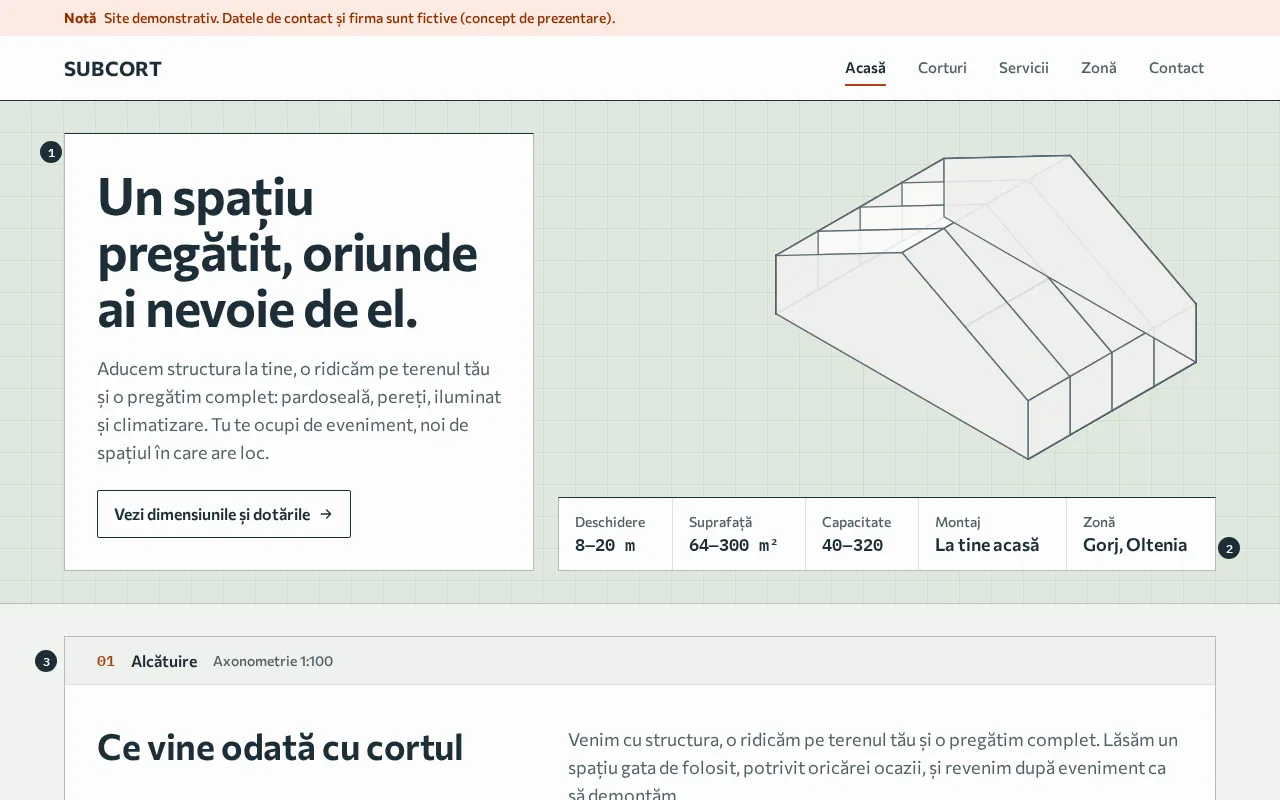 Notă Site demonstrativ. Datele de contact și firma sunt fictive (concept de prezentare).
SUBCORT
Acasă Corturi Servicii Zonă Contact
1
Un spațiu
pregătit, oriunde
ai nevoie de el.
Aducem structura la tine, o ridicăm pe terenul tău
și o pregătim complet: pardoseală, pereți, iluminat
și climatizare. Tu te ocupi de eveniment, noi de
spațiul în care are loc.
Vezi dimensiunile și dotările →
Deschidere Suprafață Capacitate Montaj Zonă
8–20 m 64–300 m² 40–320 La tine acasă Gorj, Oltenia
2
3
01 Alcătuire Axonometrie 1:100
Ce vine odată cu cortul
Venim cu structura, o ridicăm pe terenul tău și o pregătim complet. Lăsăm un
spațiu gata de folosit, potrivit oricărei ocazii, și revenim după eveniment ca
să demontăm.